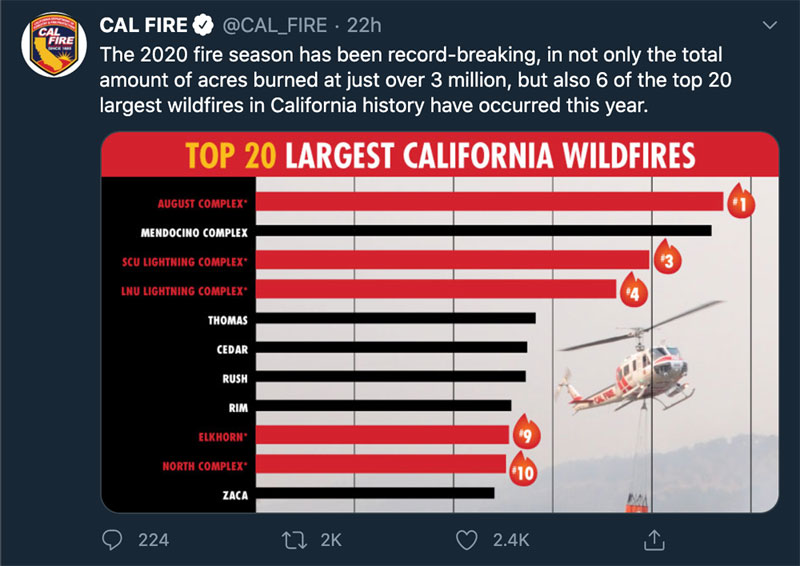 CAL FIRE @CAL_FIRE · 22h
The 2020 fire season has been record-breaking, in not only the total
amount of acres burned at just over 3 million, but also 6 of the top 20
largest wildfires in California history have occurred this year.
TOP 20 LARGEST CALIFORNIA WILDFIRES
AUGUST COMPLEX* #1
MENDOCINO COMPLEX
SCU LIGHTNING COMPLEX* #3
LNU LIGHTNING COMPLEX* #4
THOMAS
CEDAR
RUSH
RIM
ELKHORN* #9
NORTH COMPLEX* #10
ZACA
CAL FIRE
224 2K 2.4K
CAL
FIRE
SINCE 1885